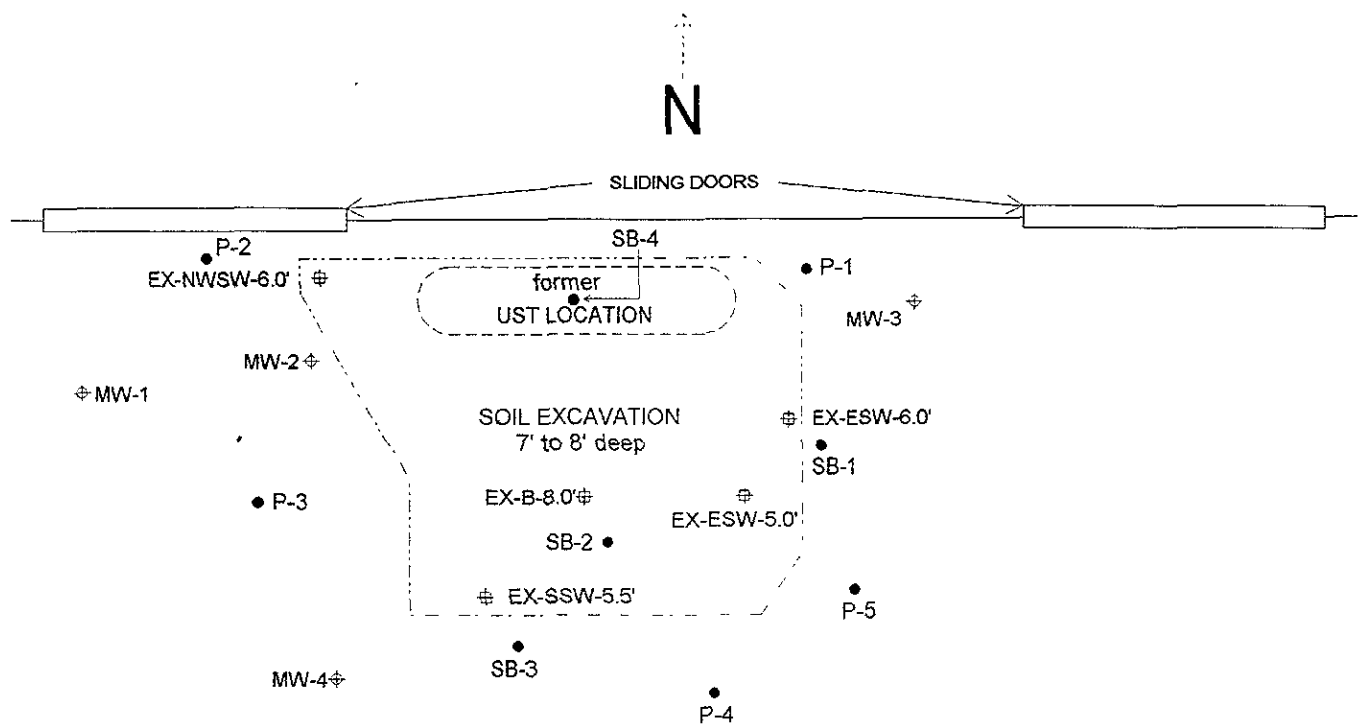 N
SLIDING DOORS
SB-4
P-2
P-1
EX-NWSW-6.0'
former
UST LOCATION
MW-3
MW-2
MW-1
SOIL EXCAVATION
7' to 8' deep
EX-ESW-6.0'
SB-1
P-3
EX-B-8.0'
EX-ESW-5.0'
SB-2
EX-SSW-5.5'
P-5
SB-3
MW-4
P-4